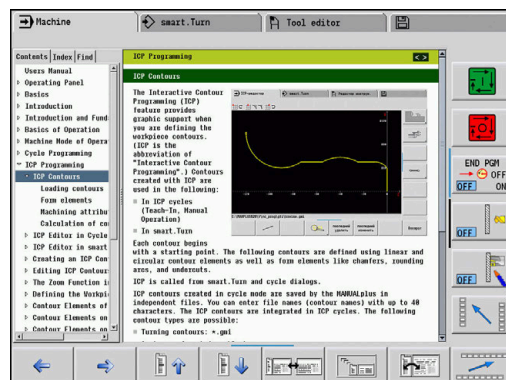 Machine
smart.Turn
Tool editor
Contents Index Find
Users Manual
Operating Panel
Basics
Introduction
Introduction and Fund
Basics of Operation
Machine Mode of Opera
Cycle Programming
ICP Programming
ICP Contours
Loading contours
Form elements
Machining attribu
Calculation of co
ICP Editor in Cycle
ICP Editor in smart
Creating an ICP Con
Editing ICP Contour
The Zoom Function i
Defining the Workpi
Contour Elements of
Contour Elements on
Contour Elements on
ICP Programming
ICP Contours
The Interactive Contour
Programming (ICP)
feature provides
graphic support when
you are defining the
workpiece contours.
(ICP is the
abbreviation of
"Interactive Contour
Programming".) Contours
created with ICP are
used in the following:
In ICP cycles
(Teach-In, Manual
Operation)
In smart.Turn
Each contour begins
with a starting point. The following contours are defined using linear and
circular contour elements as well as form elements like chamfers, rounding
arcs, and undercuts.
ICP is called from smart.Turn and cycle dialogs.
ICP contours created in cycle mode are saved by the MANUALplus in
independent files. You can enter file names (contour names) with up to 40
characters. The ICP contours are integrated in ICP cycles. The following
contour types are possible:
Turning contours: *.gmi
END PGM
OFF
OFF ON
OFF
OFF